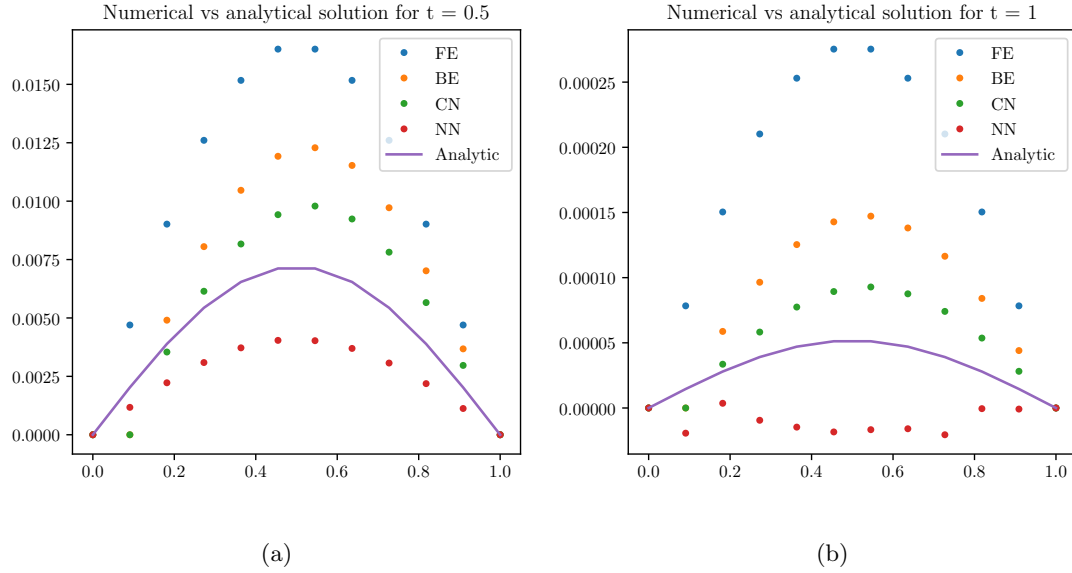 Numerical vs analytical solution for t = 0.5
0.0150
0.0125
0.0100
0.0075
0.0050
0.0025
0.0000
0.0
0.2
0.4
0.6
0.8
1.0
FE
BE
CN
NN
Analytic
(a)
Numerical vs analytical solution for t = 1
0.00025
0.00020
0.00015
0.00010
0.00005
0.00000
0.0
0.2
0.4
0.6
0.8
1.0
FE
BE
CN
NN
Analytic
(b)